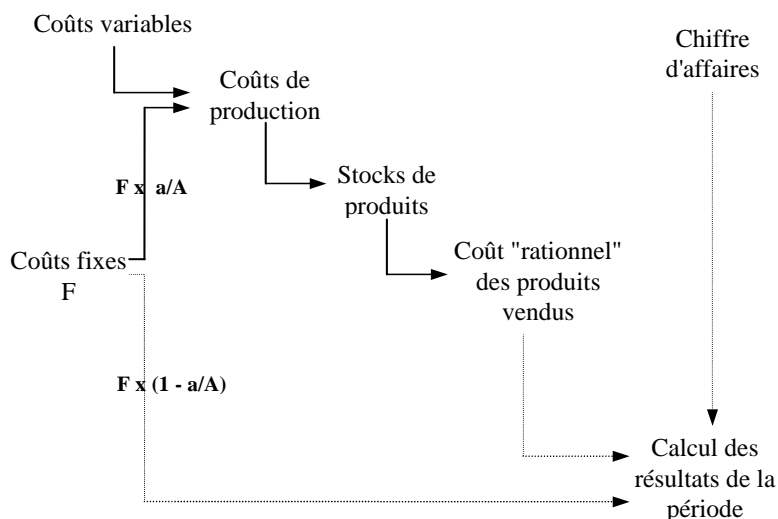 Coûts variables
Chiffre
d'affaires
Coûts de
production
F x a/A
Stocks de
produits
Coûts fixes
F
Coût "rationnel"
des produits
vendus
F x (1 - a/A)
Calcul des
résultats de la
période